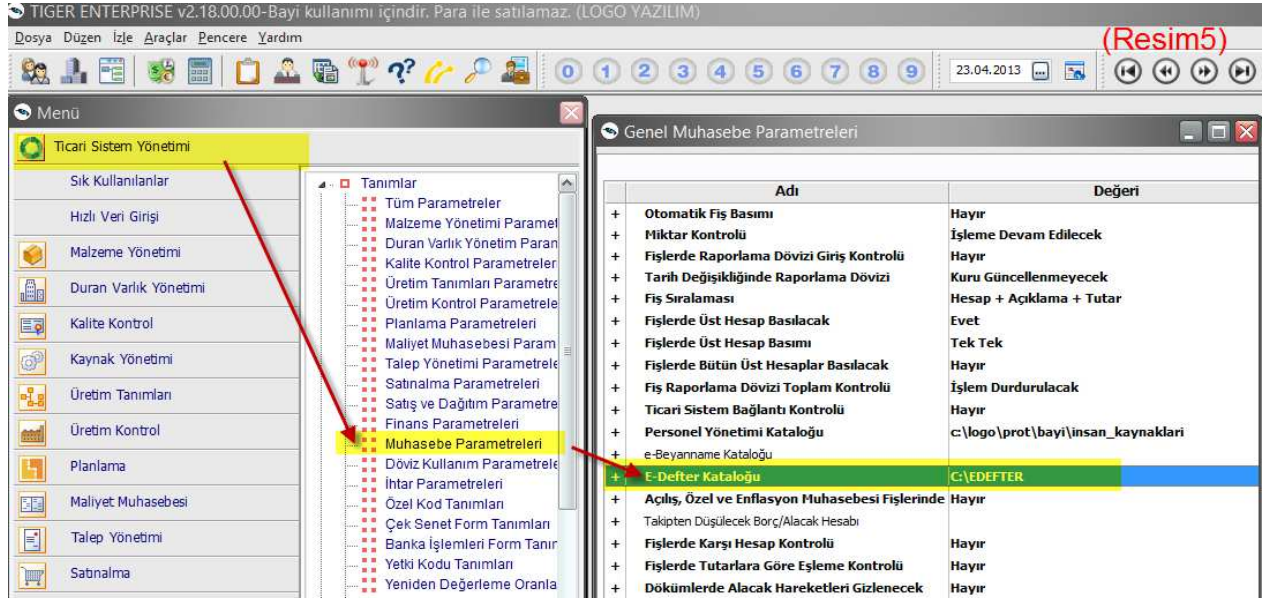 TIGER ENTERPRISE v2.18.00.00-Bayi kullanımı içindir. Para ile satılamaz. (LOGO YAZILIM)
Dosya Düzen İzle Araçlar Pencere Yardım
(Resim5)
0 1 2 3 4 5 6 7 8 9 23.04.2013
Menü
Ticari Sistem Yönetimi
Sık Kullanılanlar
Hızlı Veri Girişi
Malzeme Yönetimi
Duran Varlık Yönetimi
Kalite Kontrol
Kaynak Yönetimi
Üretim Tanımları
Üretim Kontrol
Planlama
Maliyet Muhasebesi
Talep Yönetimi
Satınalma
Tanımlar
Tüm Parametreler
Malzeme Yönetimi Paramet
Duran Varlık Yönetim Paran
Kalite Kontrol Parametreler
Üretim Tanımları Parametre
Üretim Kontrol Parametrele
Planlama Parametreleri
Maliyet Muhasebesi Param
Talep Yönetimi Parametrele
Satınalma Parametreleri
Satış ve Dağıtım Parametre
Finans Parametreleri
Muhasebe Parametreleri
Döviz Kullanım Parametrele
İhtar Parametreleri
Özel Kod Tanımları
Çek Senet Form Tanımları
Banka İşlemleri Form Tanır
Yetki Kodu Tanımları
Yeniden Değerleme Oranla
Genel Muhasebe Parametreleri
Adı Değeri
+ Otomatik Fiş Basımı Hayır
+ Miktar Kontrolü İşleme Devam Edilecek
+ Fişlerde Raporlama Dövizi Giriş Kontrolü Hayır
+ Tarih Değişikliğinde Raporlama Dövizi Kuru Güncellenmeyecek
+ Fiş Sıralaması Hesap + Açıklama + Tutar
+ Fişlerde Üst Hesap Basılacak Evet
+ Fişlerde Üst Hesap Basımı Tek Tek
+ Fişlerde Bütün Üst Hesaplar Basılacak Hayır
+ Fiş Raporlama Dövizi Toplam Kontrolü İşlem Durdurulacak
+ Ticari Sistem Bağlantı Kontrolü Hayır
+ Personel Yönetimi Kataloğu c:\logo\prot\bayi\insan_kaynaklari
+ e-Beyanname Kataloğu
+ E-Defter Kataloğu C:\EDEFTER
+ Açılış, Özel ve Enflasyon Muhasebesi Fişlerinde Hayır
+ Takipten Düşülecek Borç/Alacak Hesabı
+ Fişlerde Karşı Hesap Kontrolü Hayır
+ Fişlerde Tutarlara Göre Eşleme Kontrolü Hayır
+ Dökümlerde Alacak Hareketleri Gizlenecek Hayır